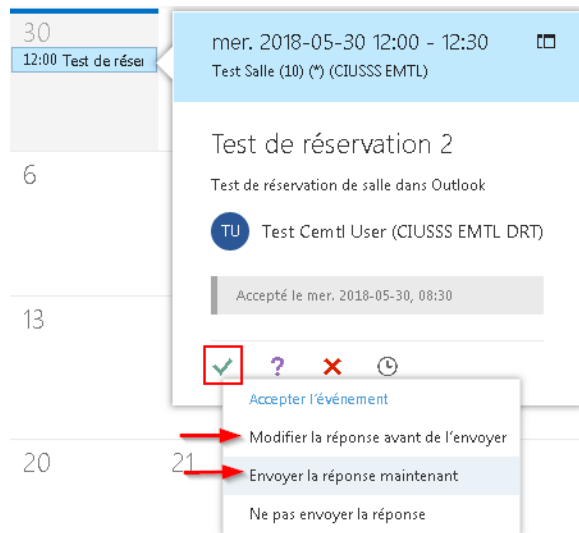 30
12:00 Test de rései
mer. 2018-05-30 12:00 - 12:30
Test Salle (10) (*) (CIUSSS EMTL)
Test de réservation 2
6
Test de réservation de salle dans Outlook
TU Test Cemtl User (CIUSSS EMTL DRT)
Accepté le mer. 2018-05-30, 08:30
13
?
Accepter l'événement
Modifier la réponse avant de l'envoyer
20
21
Envoyer la réponse maintenant
Ne pas envoyer la réponse